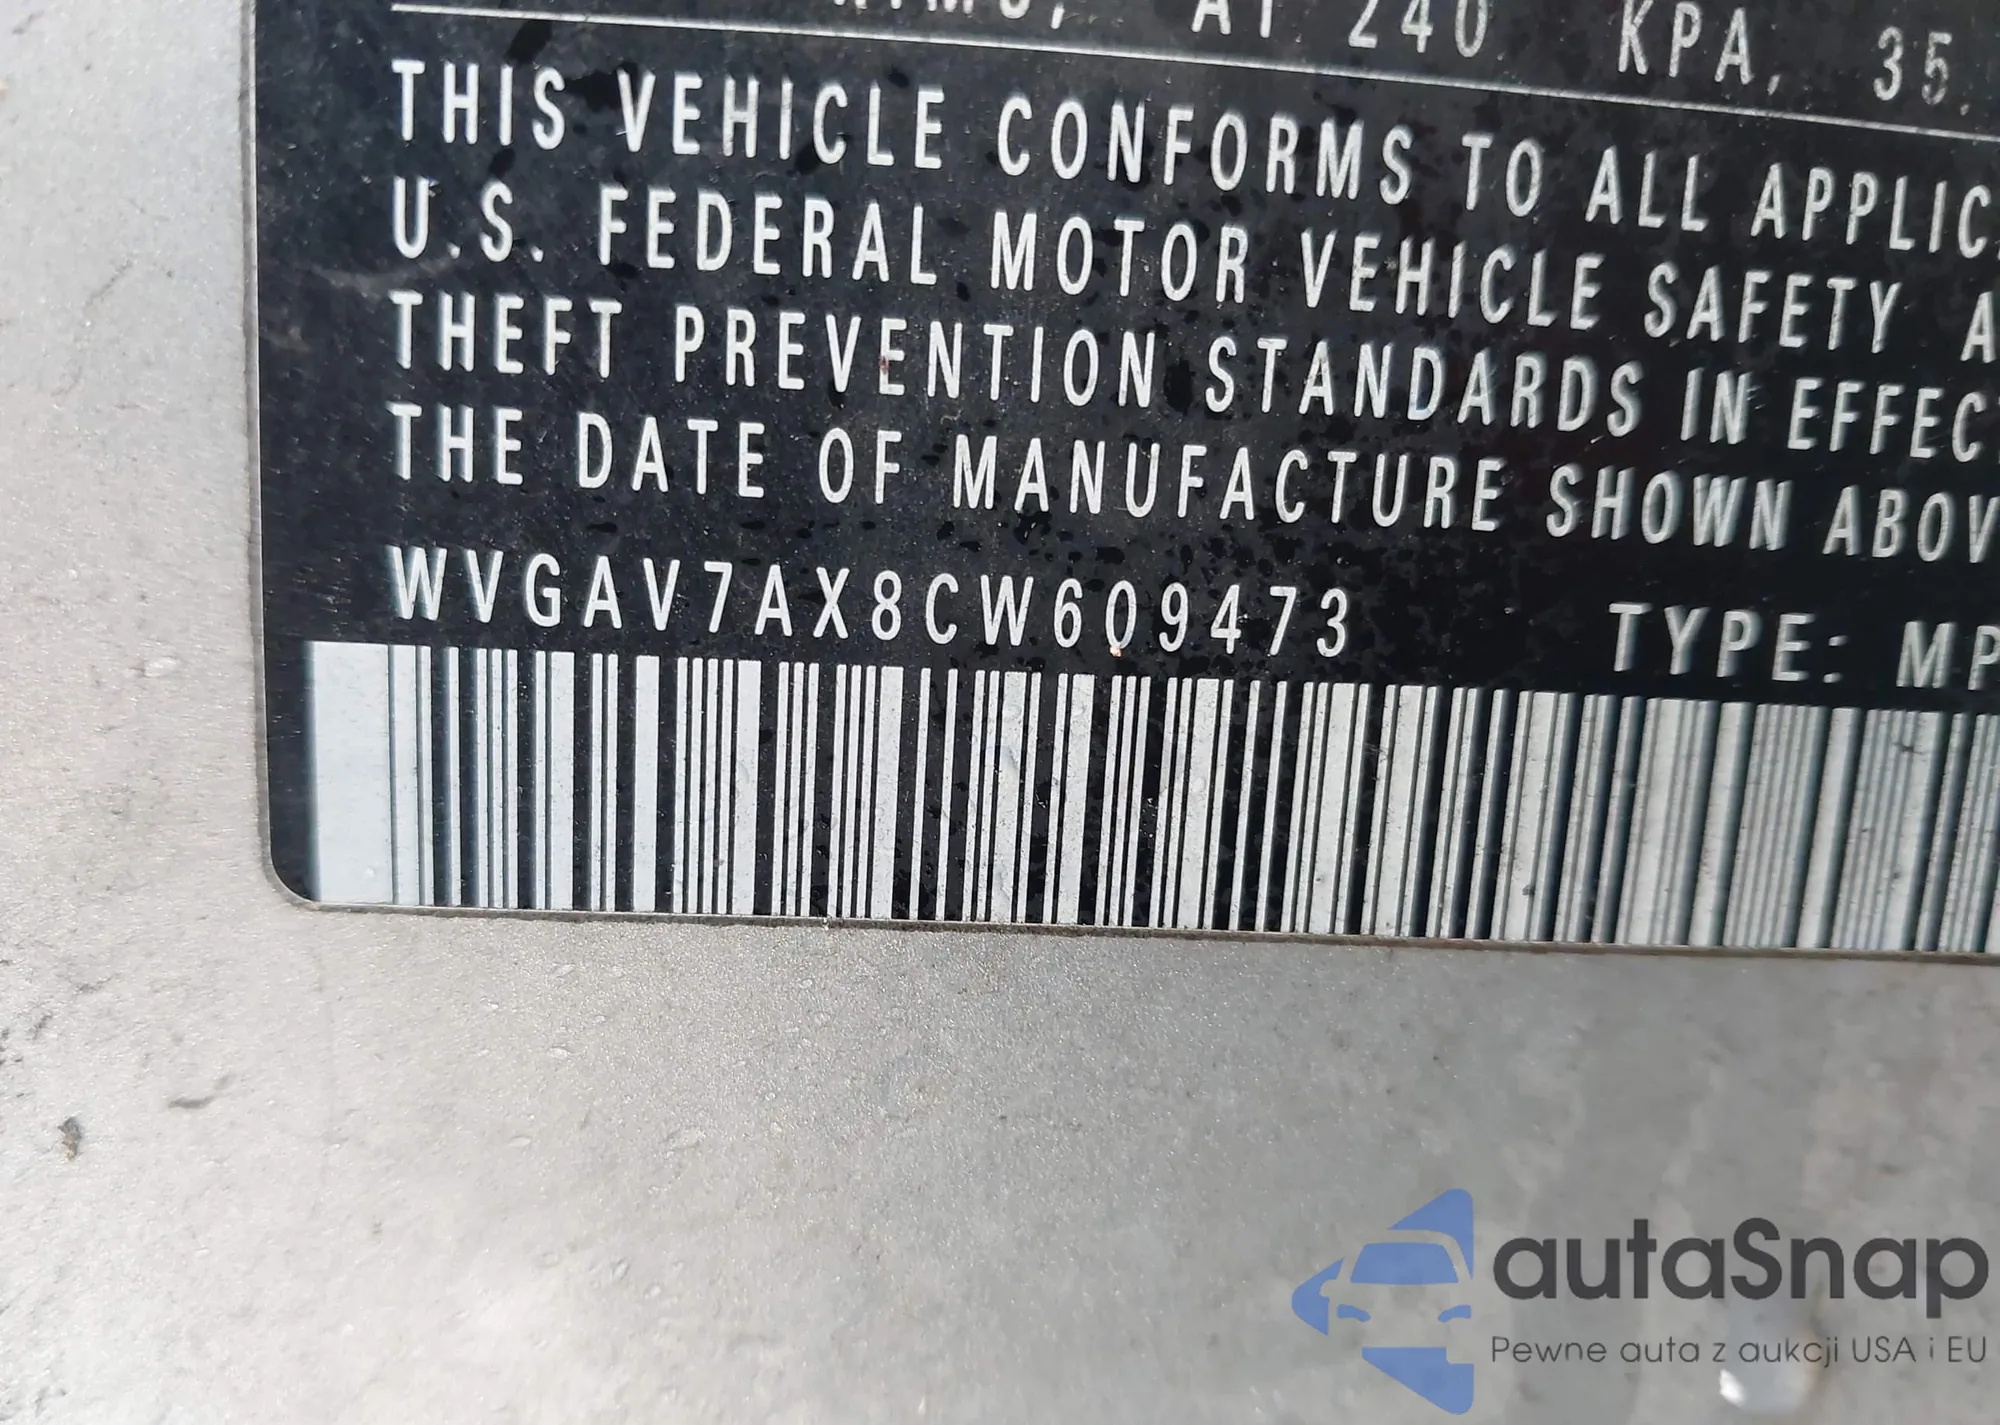 AT 240 KPA, 35.
THIS VEHICLE CONFORMS TO ALL APPLIC
U.S. FEDERAL MOTOR VEHICLE SAFETY A
THEFT PREVENTION STANDARDS IN EFFECT
THE DATE OF MANUFACTURE SHOWN ABOV
WVGAV7AX8CW609473 TYPE: MP
autaSnap
Pewne auta z aukcji USA i EU